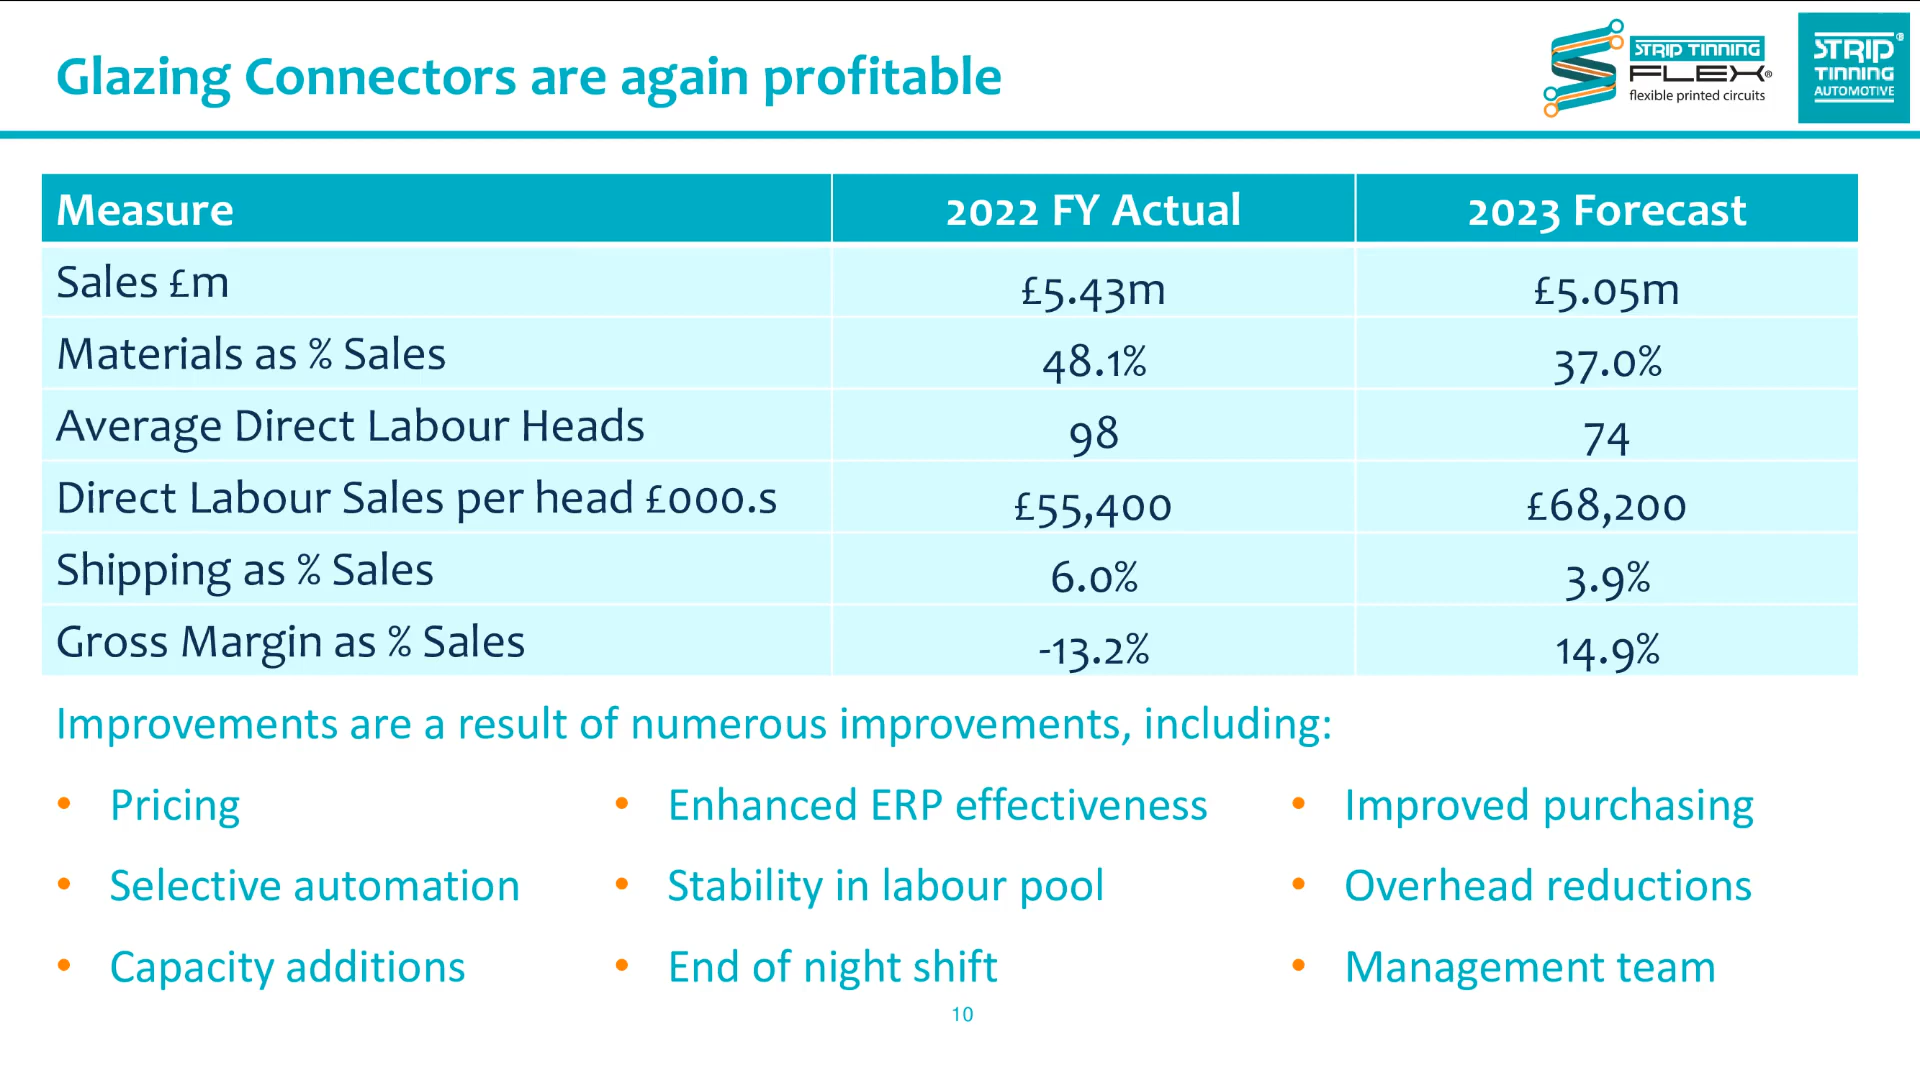 Glazing Connectors are again profitable
STRIP TINNING
FLEX®
flexible printed circuits
STRIP®
TINNING
AUTOMOTIVE
Measure 2022 FY Actual 2023 Forecast
Sales £m £5.43m £5.05m
Materials as % Sales 48.1% 37.0%
Average Direct Labour Heads 98 74
Direct Labour Sales per head £000.s £55,400 £68,200
Shipping as % Sales 6.0% 3.9%
Gross Margin as % Sales -13.2% 14.9%
Improvements are a result of numerous improvements, including:
• Pricing
• Selective automation
• Capacity additions
• Enhanced ERP effectiveness
• Stability in labour pool
• End of night shift
• Improved purchasing
• Overhead reductions
• Management team
10